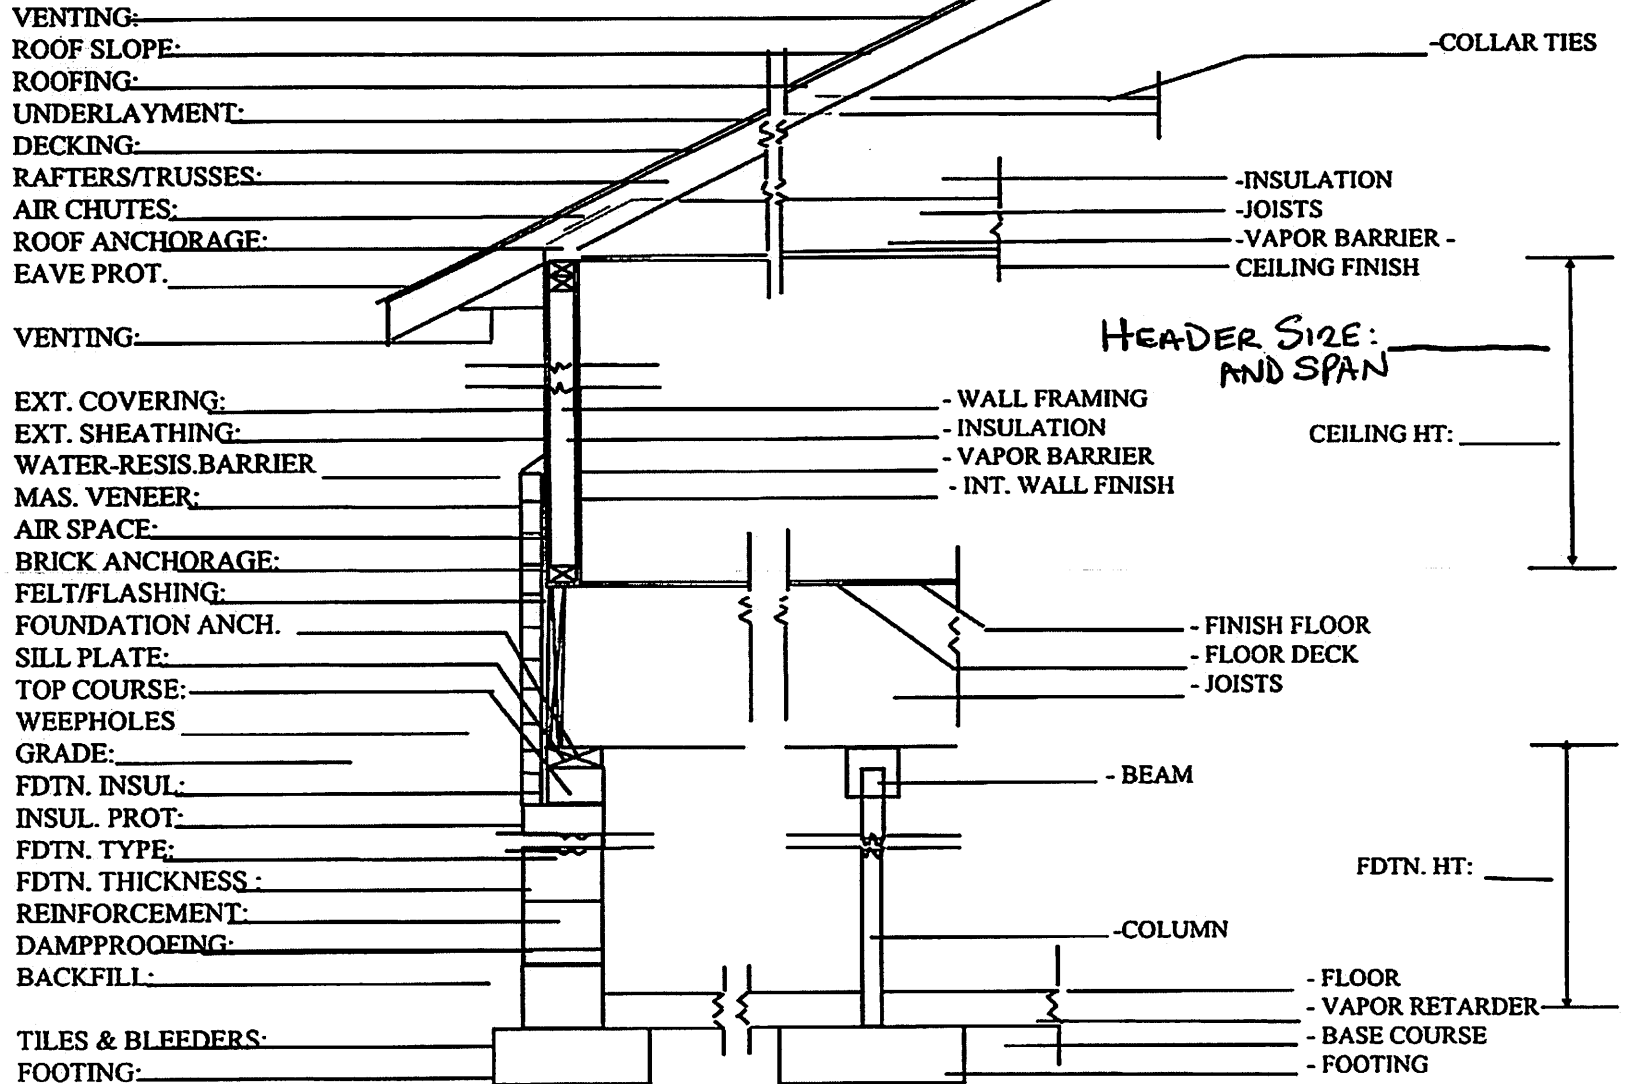 VENTING:
ROOF SLOPE:
ROOFING:
UNDERLAYMENT:
DECKING:
RAFTERS/TRUSSES:
AIR CHUTES:
ROOF ANCHORAGE:
EAVE PROT.
VENTING:
EXT. COVERING:
EXT. SHEATHING:
WATER-RESIS.BARRIER
MAS. VENEER:
AIR SPACE:
BRICK ANCHORAGE:
FELT/FLASHING:
FOUNDATION ANCH.
SILL PLATE:
TOP COURSE:
WEEPHOLES
GRADE:
FDTN. INSUL:
INSUL. PROT:
FDTN. TYPE:
FDTN. THICKNESS :
REINFORCEMENT:
DAMPPROOFING:
BACKFILL:
TILES & BLEEDERS:
FOOTING:
-COLLAR TIES
-INSULATION
-JOISTS
-VAPOR BARRIER -
CEILING FINISH
HEADER SIZE:
AND SPAN
- WALL FRAMING
- INSULATION
- VAPOR BARRIER
- INT. WALL FINISH
CEILING HT:
- FINISH FLOOR
- FLOOR DECK
- JOISTS
- BEAM
FDTN. HT:
-COLUMN
- FLOOR
- VAPOR RETARDER
- BASE COURSE
- FOOTING